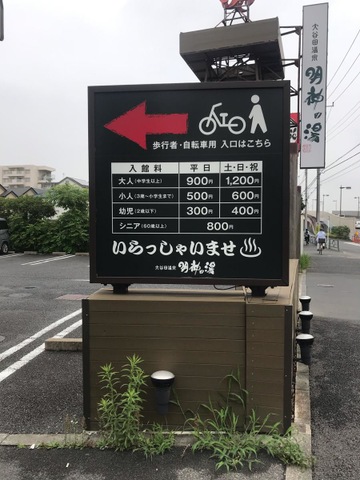 大谷田温泉
明神の湯
歩行者・自転車用 入口はこちら
入館料 平日 土・日・祝
大人(中学生以上) 900円 1,200円
小人(3歳〜小学生まで) 500円 600円
幼児(2歳以下) 300円 400円
シニア(60歳以上) 800円
いらっしゃいませ♨
大谷田温泉 明神の湯